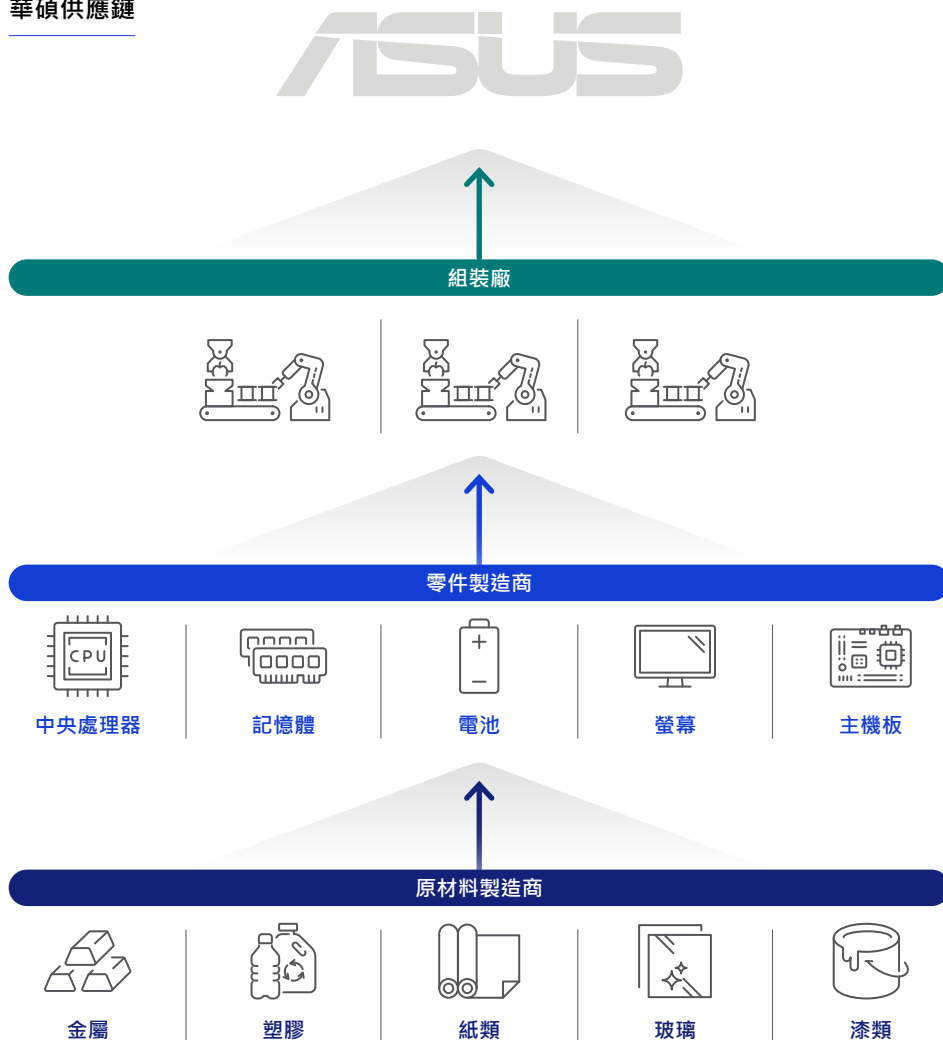 華碩供應鏈
ASUS
組裝廠
零件製造商
CPU
中央處理器
記憶體
電池
螢幕
主機板
原材料製造商
金屬
塑膠
紙類
玻璃
漆類